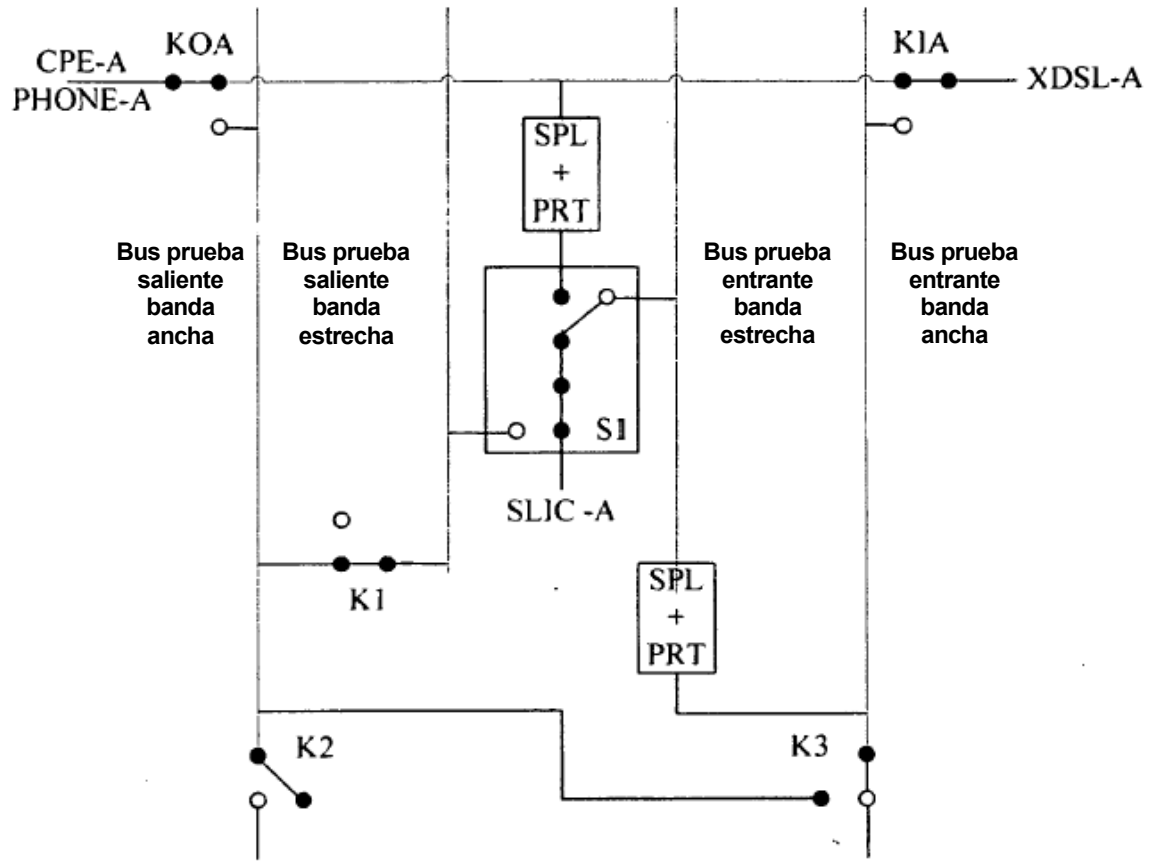 KOA
K1A
CPE-A
PHONE-A
XDSL-A
SPL
+
PRT
Bus prueba
saliente
banda
ancha
Bus prueba
saliente
banda
estrecha
Bus prueba
entrante
banda
estrecha
Bus prueba
entrante
banda
ancha
S1
SLIC -A
K1
SPL
+
PRT
K2
K3